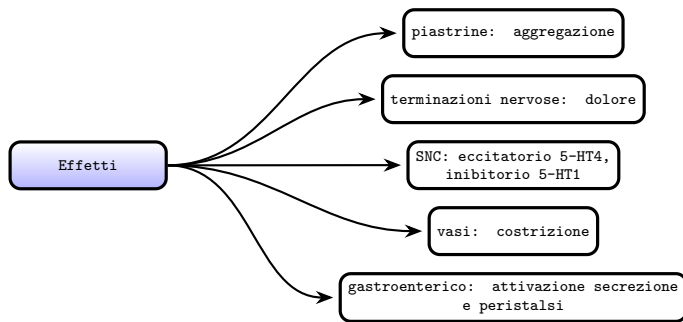 piastrine: aggregazione
terminazioni nervose: dolore
Effetti
SNC: eccitatorio 5-HT4,
inibitorio 5-HT1
vasi: costrizione
gastroenterico: attivazione secrezione
e peristalsi